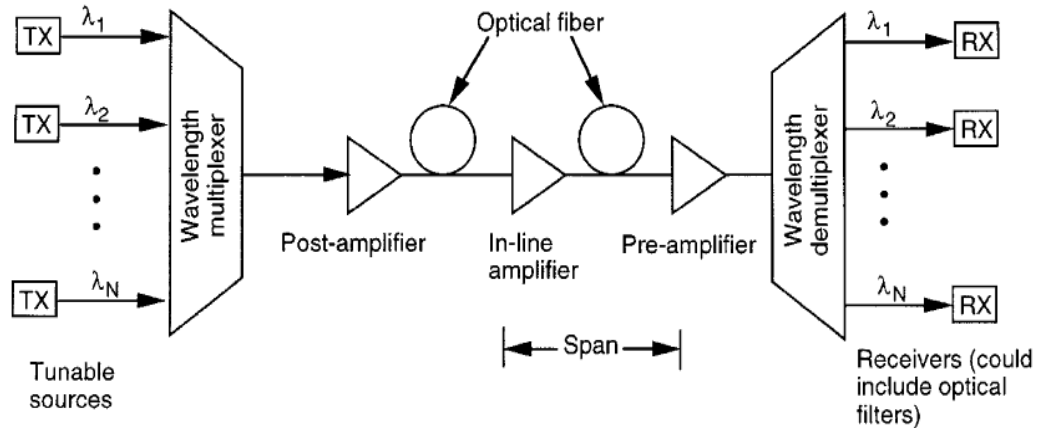 TX
λ1
TX
λ2
TX
λN
Tunable
sources
Wavelength
multiplexer
Optical fiber
Post-amplifier
In-line
amplifier
Pre-amplifier
Span
Wavelength
demultiplexer
λ1
RX
λ2
RX
λN
RX
Receivers (could
include optical
filters)